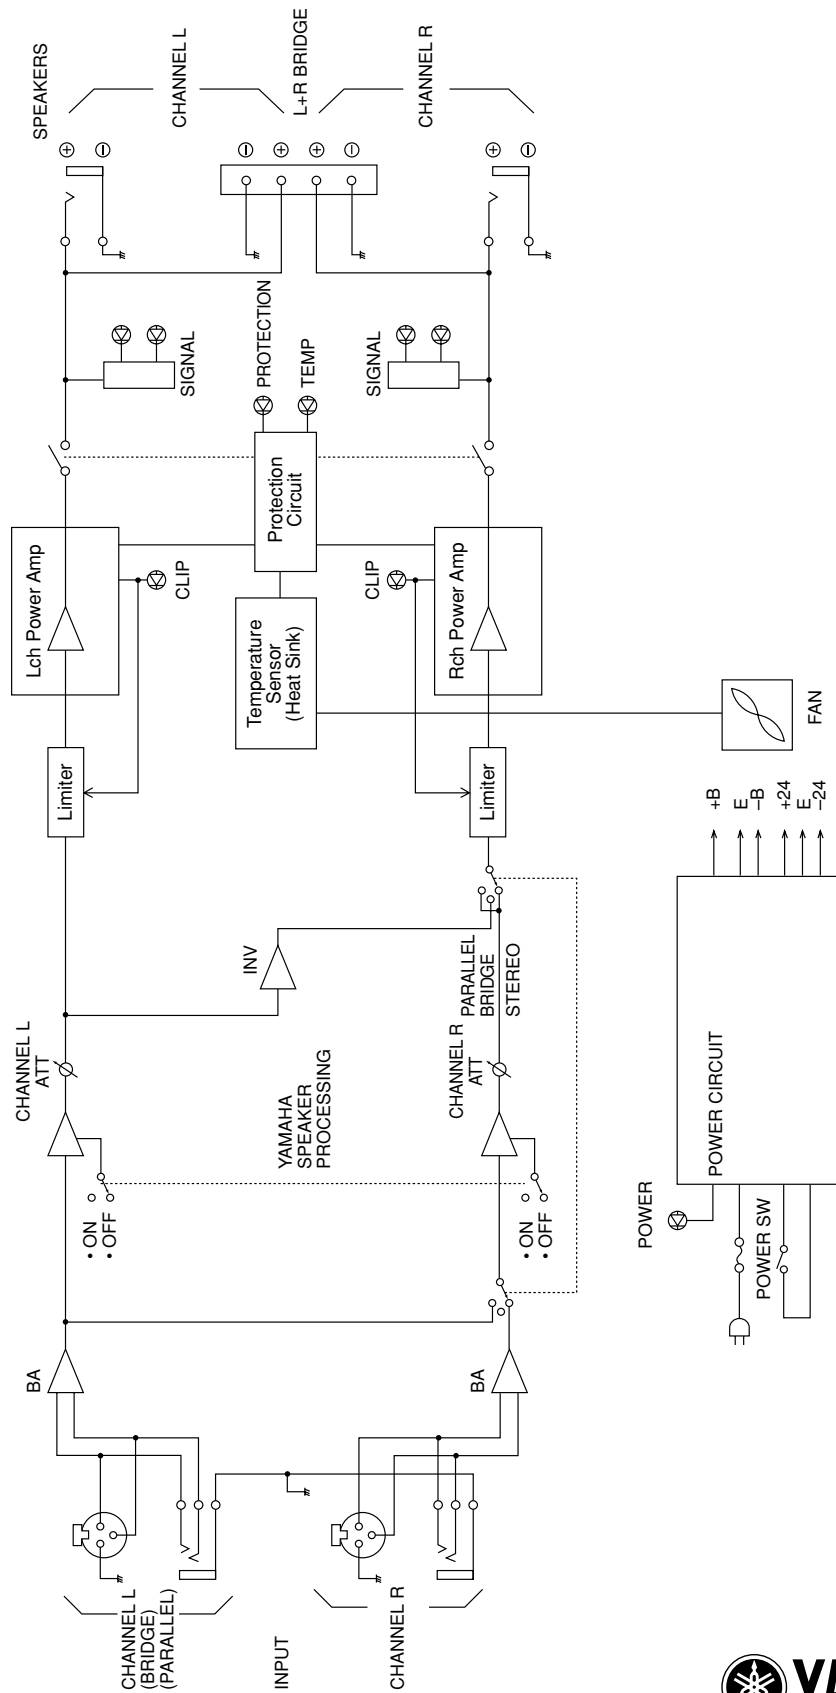 SPEAKERS
CHANNEL L
L+R BRIDGE
CHANNEL R
+
−
−
+
+
−
+
−
SIGNAL
PROTECTION
TEMP
SIGNAL
Lch Power Amp
CLIP
Protection
Circuit
CLIP
Rch Power Amp
Temperature
Sensor
(Heat Sink)
FAN
Limiter
Limiter
INV
PARALLEL
BRIDGE
STEREO
CHANNEL L
ATT
CHANNEL R
ATT
YAMAHA
SPEAKER
PROCESSING
• ON
• OFF
• ON
• OFF
BA
BA
CHANNEL L
(BRIDGE)
(PARALLEL)
INPUT
CHANNEL R
POWER
POWER SW
POWER CIRCUIT
+B
E
–B
+24
E
–24